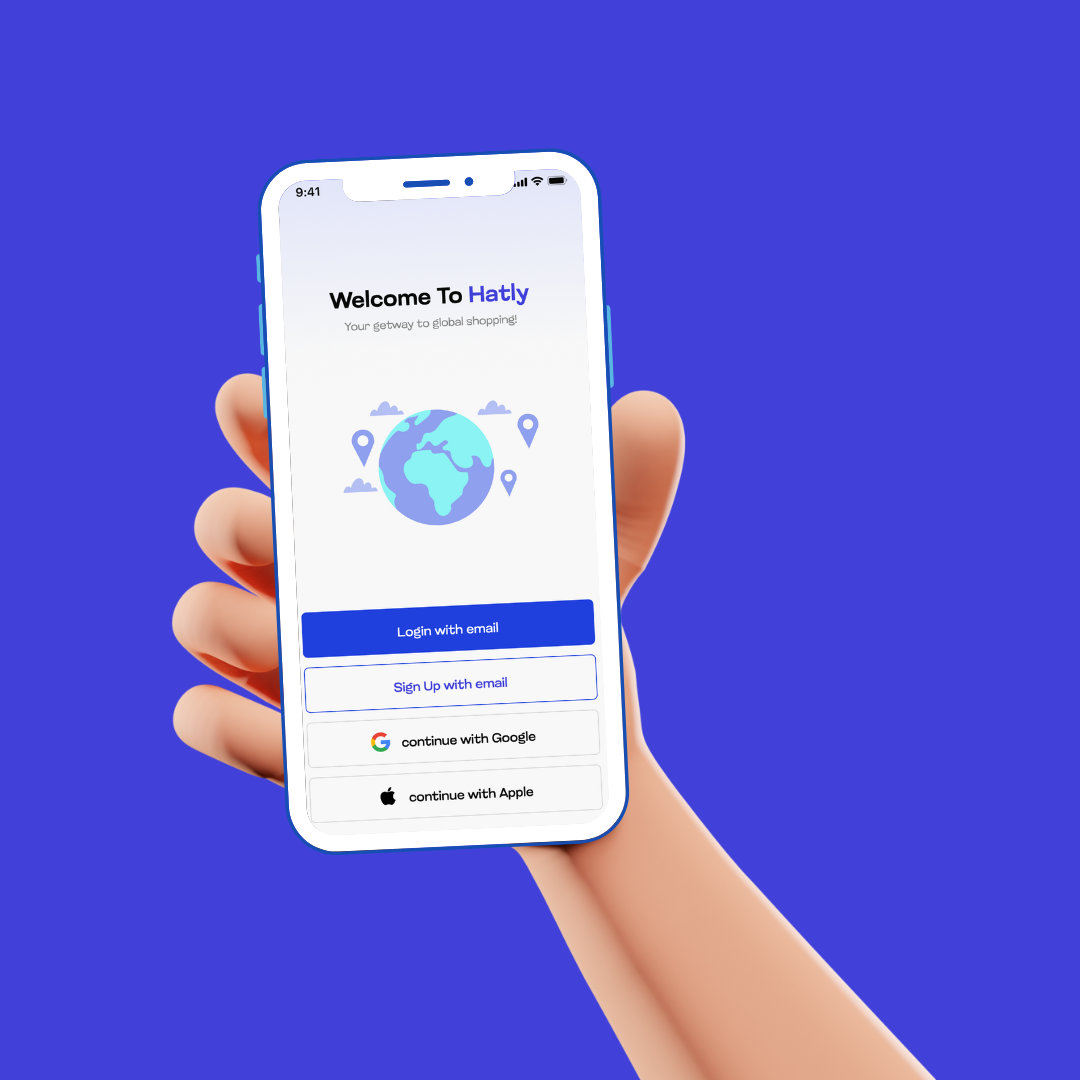 9:41
Welcome To Hatly
Your getway to global shopping!
Login with email
Sign Up with email
continue with Google
continue with Apple